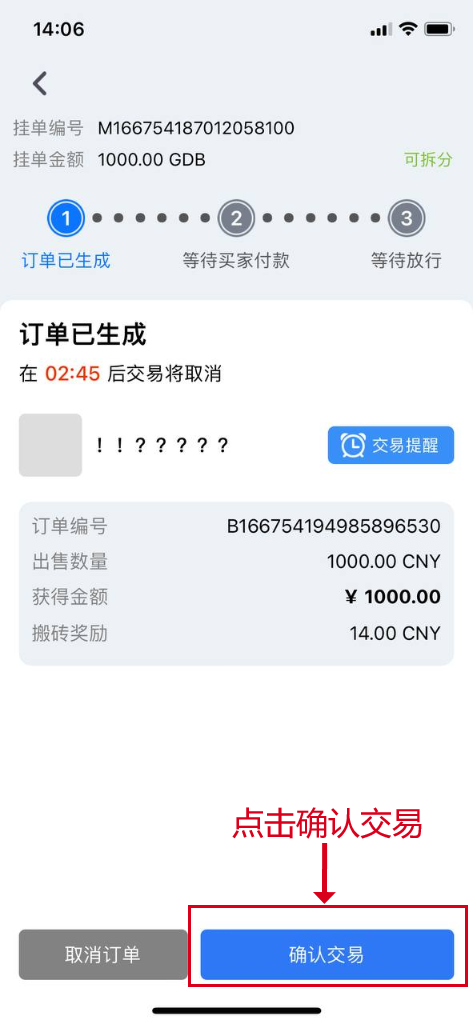 14:06
挂单编号 M166754187012058100
挂单金额 1000.00 GDB 可拆分
1 2 3
订单已生成 等待买家付款 等待放行
订单已生成
在 02:45 后交易将取消
！！？？？？？ 交易提醒
订单编号 B166754194985896530
出售数量 1000.00 CNY
获得金额 ¥ 1000.00
搬砖奖励 14.00 CNY
点击确认交易
取消订单 确认交易